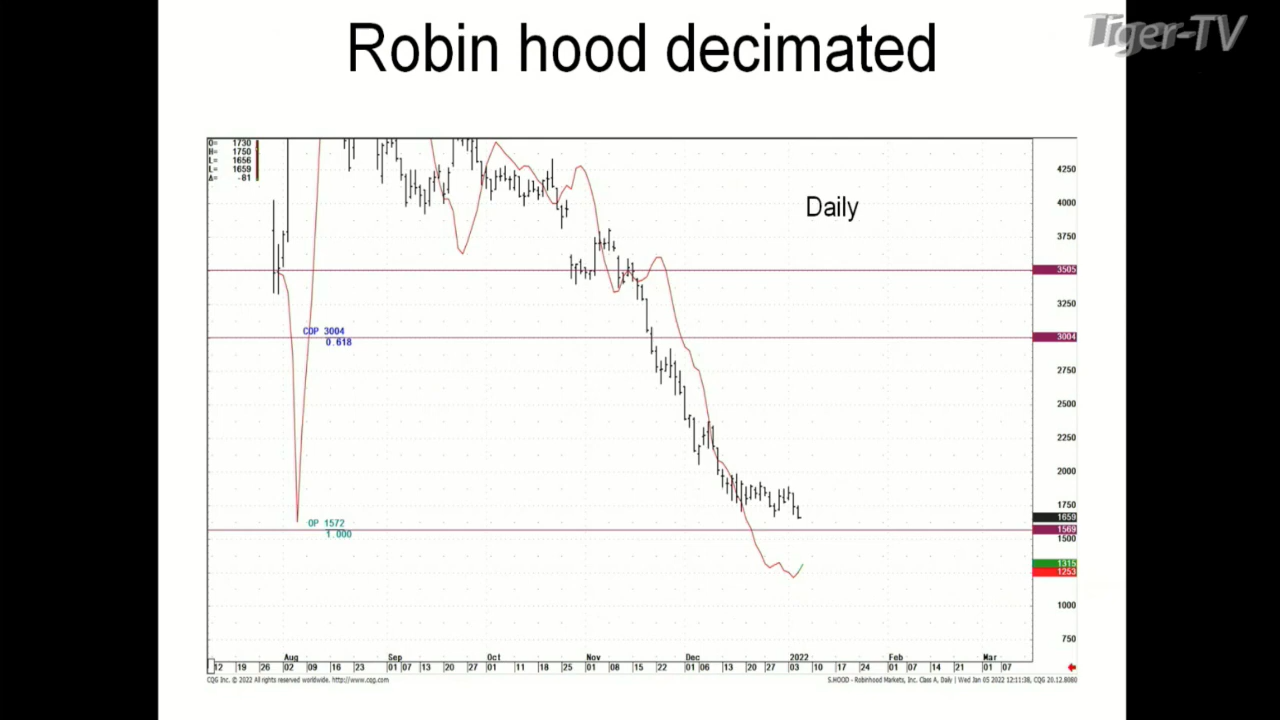 Robin hood decimated
Tiger-TV
O= 1730
H= 1750
L= 1656
L= 1659
Δ= -81
Daily
4250
4000
3750
3505
3250
COP 3004
0.618
3004
2750
2500
2250
2000
1750
1659
OP 1572
1.000
1569
1500
1315
1253
1000
750
Aug Sep Oct Nov Dec 2022 Feb Mar
12 19 26 02 09 16 23 01 07 13 20 27 01 11 18 25 01 08 15 22 01 06 13 20 27 03 10 17 24 01 07 14 21 01 07
CQG Inc. © 2022 All rights reserved worldwide. http://www.cqg.com
S.HOOD - Robinhood Markets, Inc. Class A, Daily | Wed Jan 05 2022 12:11:38, CQG 20.12.8080